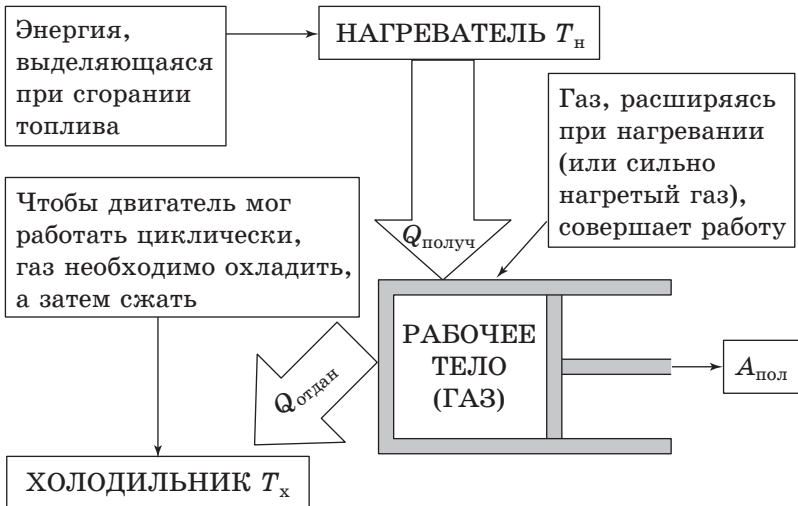 Энергия,
выделяющаяся
при сгорании
топлива
НАГРЕВАТЕЛЬ Tн
Газ, расширяясь
при нагревании
(или сильно
нагретый газ),
совершает работу
Чтобы двигатель мог
работать циклически,
газ необходимо охладить,
а затем сжать
Qполуч
РАБОЧЕЕ
ТЕЛО
(ГАЗ)
Aпол
Qотдан
ХОЛОДИЛЬНИК Tх